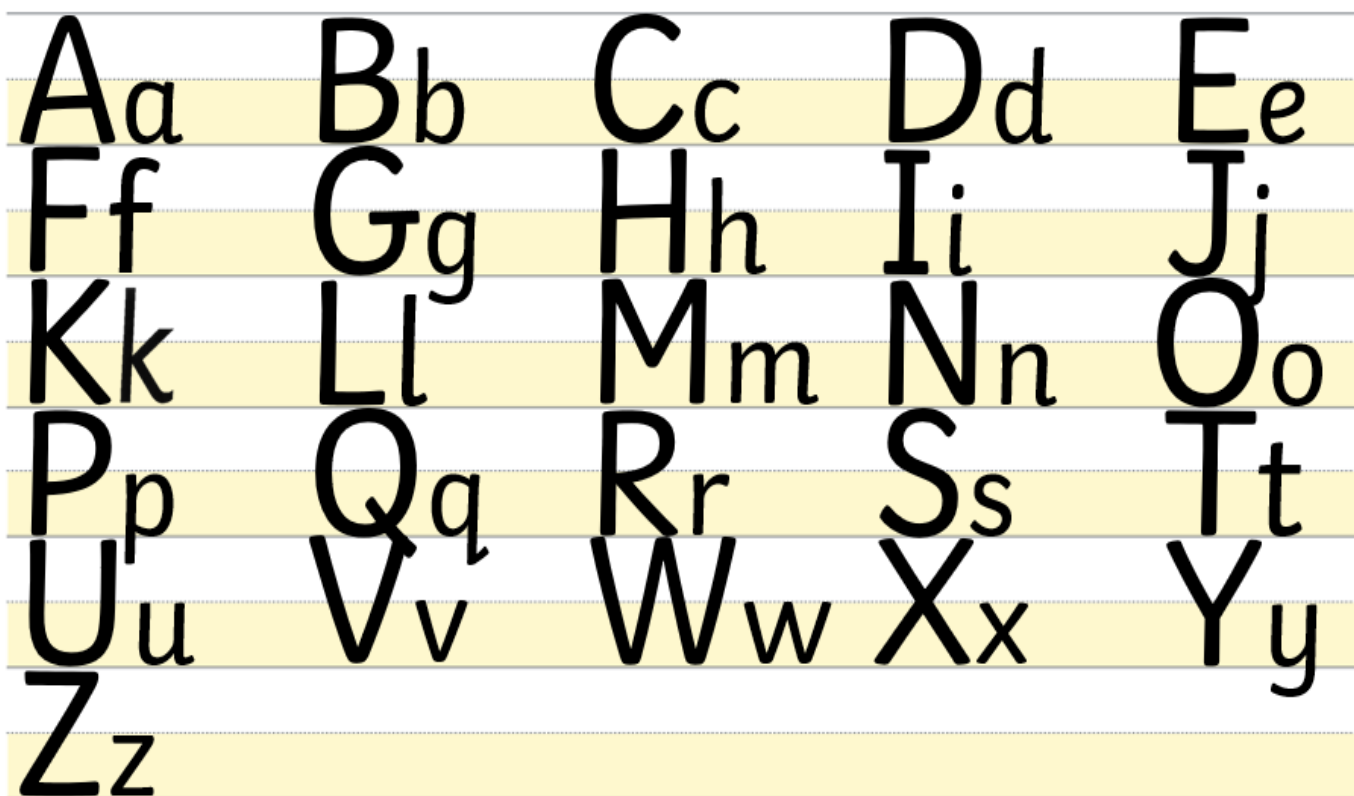 Aa Bb Cc Dd Ee
Ff Gg Hh Ii Jj
Kk Ll Mm Nn Oo
Pp Qq Rr Ss Tt
Uu Vv Ww Xx Yy
Zz